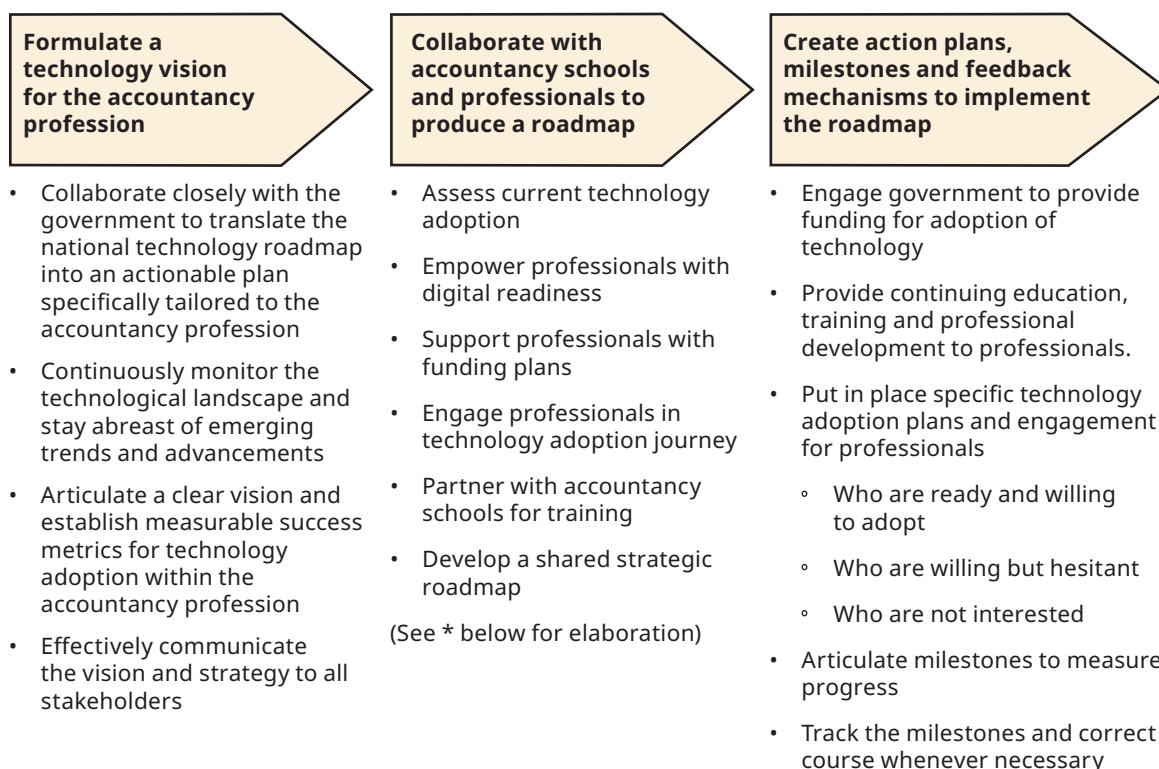 Formulate a
technology vision
for the accountancy
profession
• Collaborate closely with the
government to translate the
national technology roadmap
into an actionable plan
specifically tailored to the
accountancy profession
• Continuously monitor the
technological landscape and
stay abreast of emerging
trends and advancements
• Articulate a clear vision and
establish measurable success
metrics for technology
adoption within the
accountancy profession
• Effectively communicate
the vision and strategy to all
stakeholders
Collaborate with
accountancy schools
and professionals to
produce a roadmap
• Assess current technology
adoption
• Empower professionals with
digital readiness
• Support professionals with
funding plans
• Engage professionals in
technology adoption journey
• Partner with accountancy
schools for training
• Develop a shared strategic
roadmap
(See * below for elaboration)
Create action plans,
milestones and feedback
mechanisms to implement
the roadmap
• Engage government to provide
funding for adoption of
technology
• Provide continuing education,
training and professional
development to professionals.
• Put in place specific technology
adoption plans and engagement
for professionals
° Who are ready and willing
to adopt
° Who are willing but hesitant
° Who are not interested
• Articulate milestones to measure
progress
• Track the milestones and correct
course whenever necessary